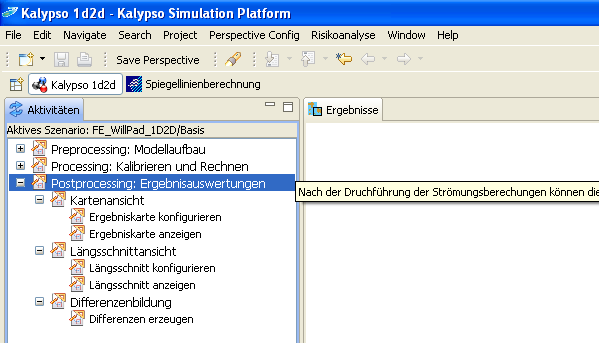 Kalypso 1d2d - Kalypso Simulation Platform
File Edit Navigate Search Project Perspective Config Risikoanalyse Window Help
Save Perspective
Kalypso 1d2d Spiegellinienberechnung
Aktivitäten Ergebnisse
Aktives Szenario: FE_WillPad_1D2D/Basis
Preprocessing: Modellaufbau
Processing: Kalibrieren und Rechnen
Postprocessing: Ergebnisauswertungen
Nach der Druchführung der Strömungsberechungen können die
Kartenansicht
Ergebniskarte konfigurieren
Ergebniskarte anzeigen
Längsschnittansicht
Längsschnitt konfigurieren
Längsschnitt anzeigen
Differenzenbildung
Differenzen erzeugen